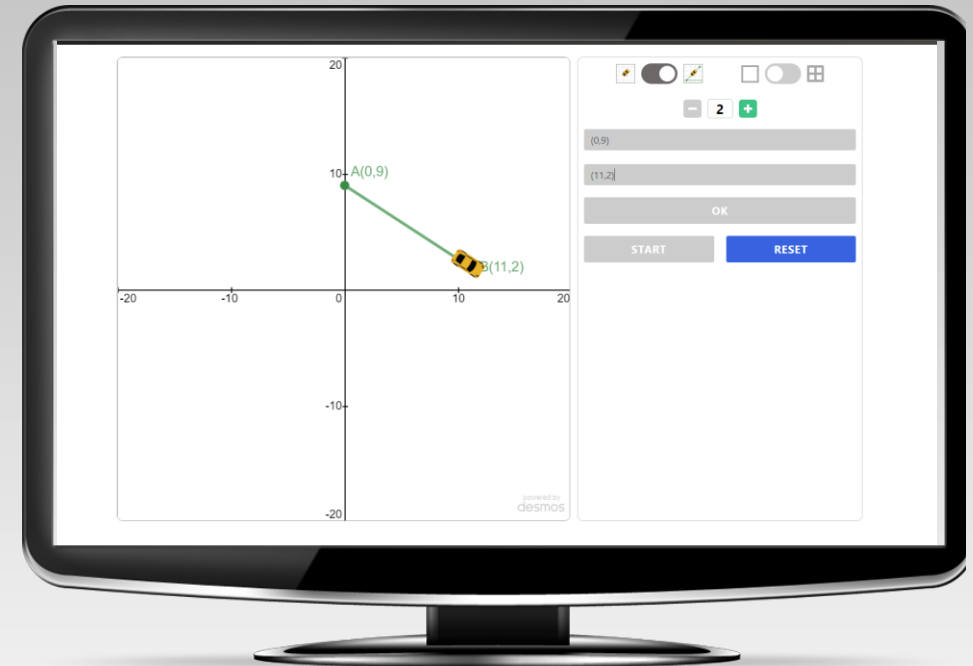 20
10
A(0,9)
B(11,2)
-20
-10
0
10
20
-10
-20
powered by
desmos
2
(0,9)
(11,2)
OK
START
RESET